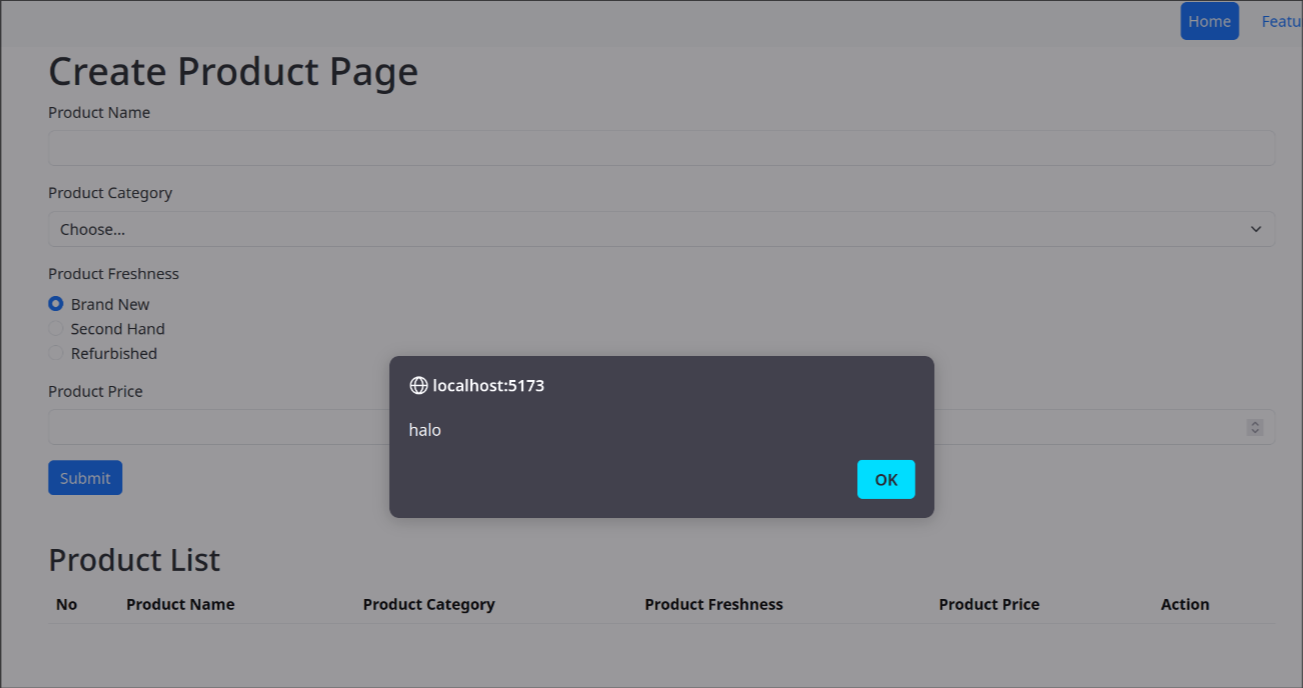 Home Featu
Create Product Page
Product Name
Product Category
Choose...
Product Freshness
Brand New
Second Hand
Refurbished
Product Price
localhost:5173
halo
OK
Submit
Product List
No Product Name Product Category Product Freshness Product Price Action